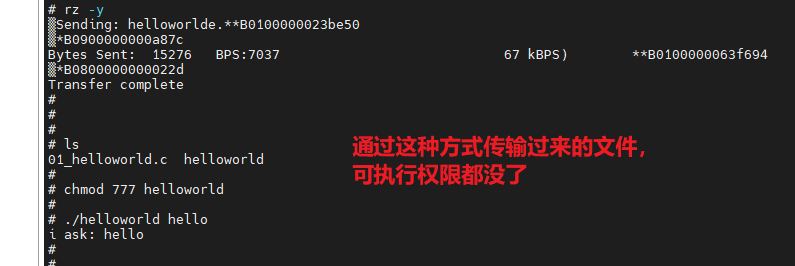 # rz -y
▒Sending: helloworlde.**B0100000023be50
▒*B0900000000a87c
Bytes Sent:  15276   BPS:7037                            67 kBPS)        **B0100000063f694
▒*B0800000000022d
Transfer complete
#
#
#
# ls
01_helloworld.c  helloworld
#
# chmod 777 helloworld
#
# ./helloworld hello
i ask: hello
#
#
通过这种方式传输过来的文件，
可执行权限都没了